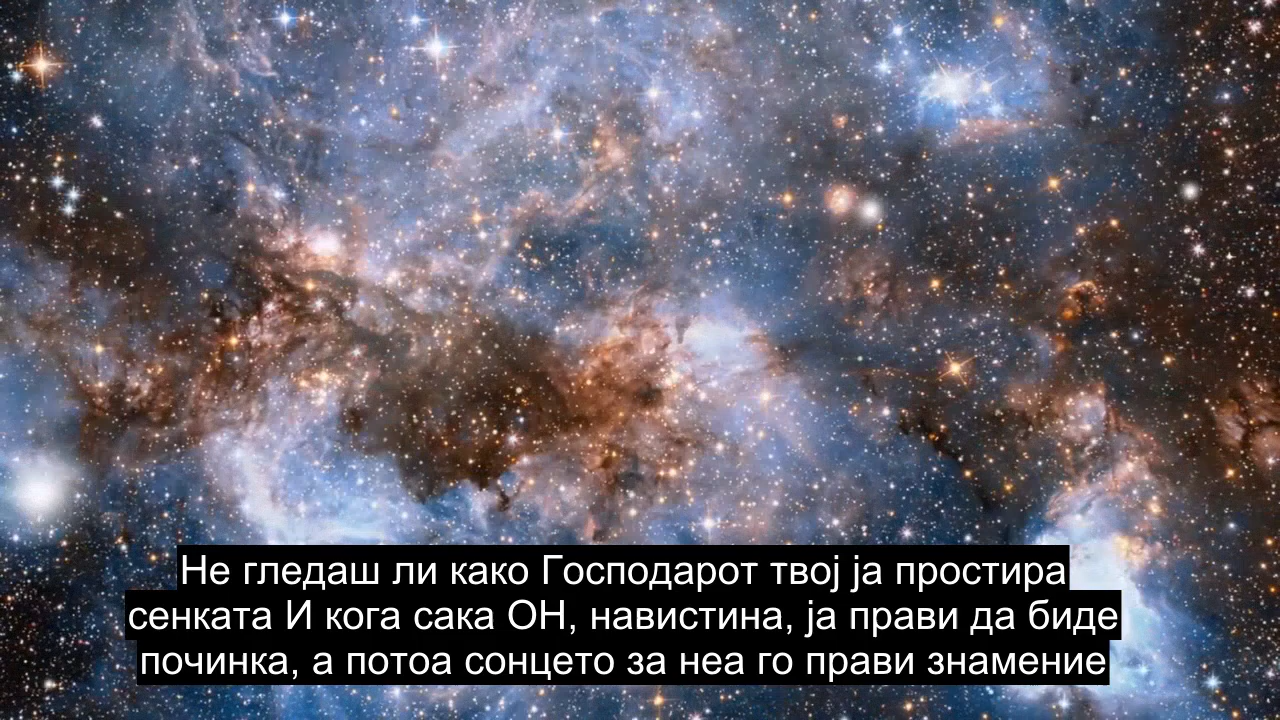 Не гледаш ли како Господарот твој ја простира
сенката И кога сака ОН, навистина, ја прави да биде
починка, а потоа сонцето за неа го прави знамение